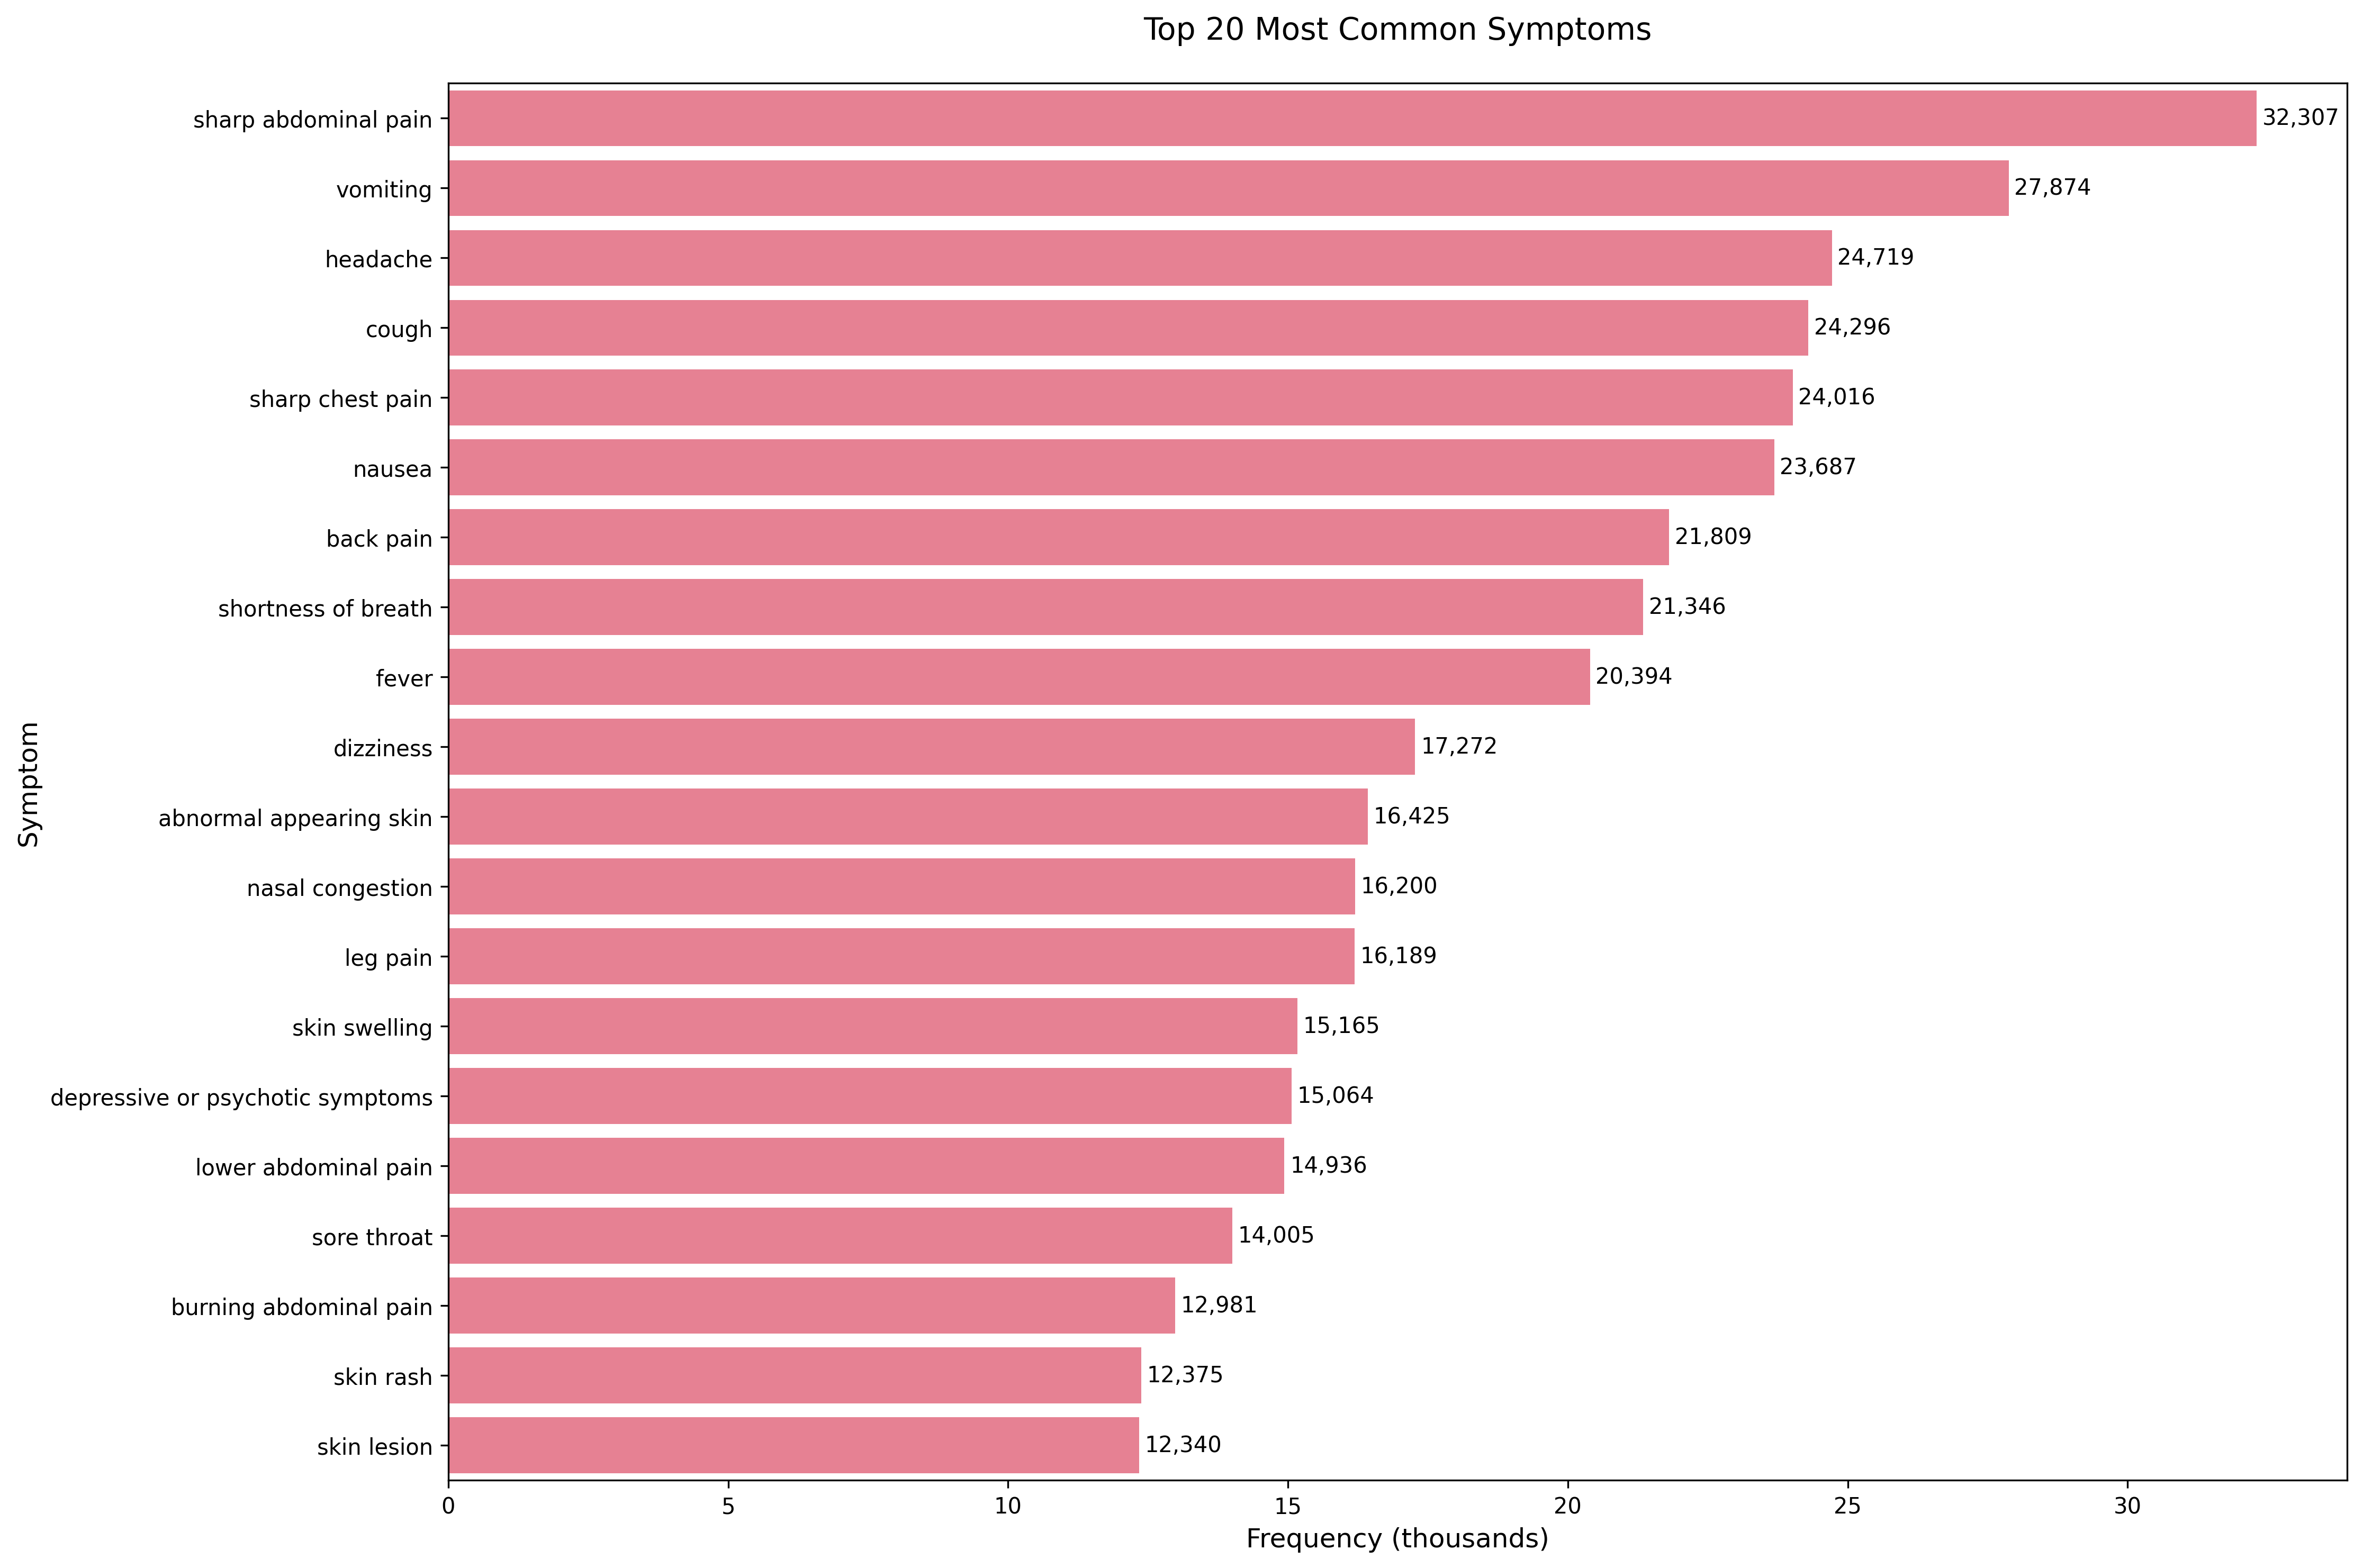 Top 20 Most Common Symptoms
sharp abdominal pain 32,307
vomiting 27,874
headache 24,719
cough 24,296
sharp chest pain 24,016
nausea 23,687
back pain 21,809
shortness of breath 21,346
fever 20,394
dizziness 17,272
abnormal appearing skin 16,425
nasal congestion 16,200
leg pain 16,189
skin swelling 15,165
depressive or psychotic symptoms 15,064
lower abdominal pain 14,936
sore throat 14,005
burning abdominal pain 12,981
skin rash 12,375
skin lesion 12,340
Symptom
0 5 10 15 20 25 30
Frequency (thousands)